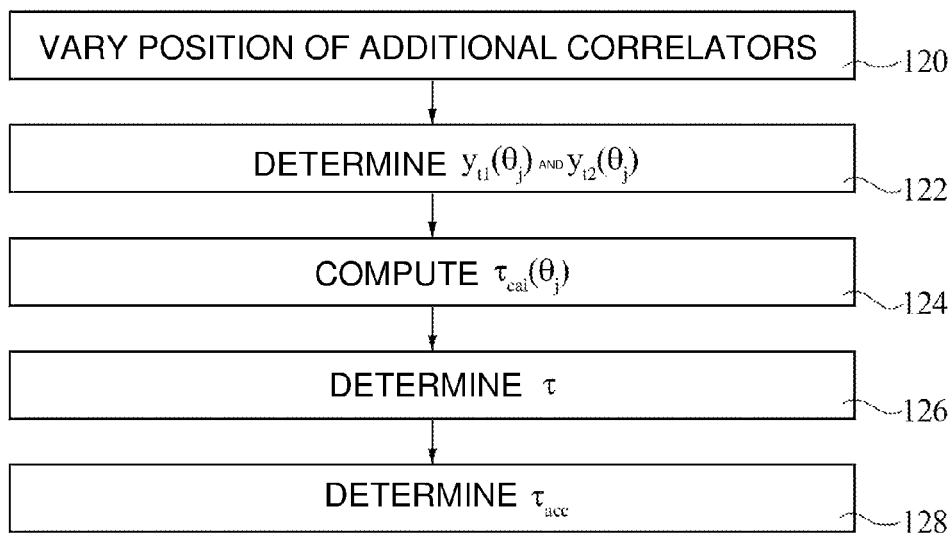 VARY POSITION OF ADDITIONAL CORRELATORS
120
DETERMINE y_t1(θ_j) AND y_t2(θ_j)
122
COMPUTE τ_cal(θ_j)
124
DETERMINE τ
126
DETERMINE τ_acc
128